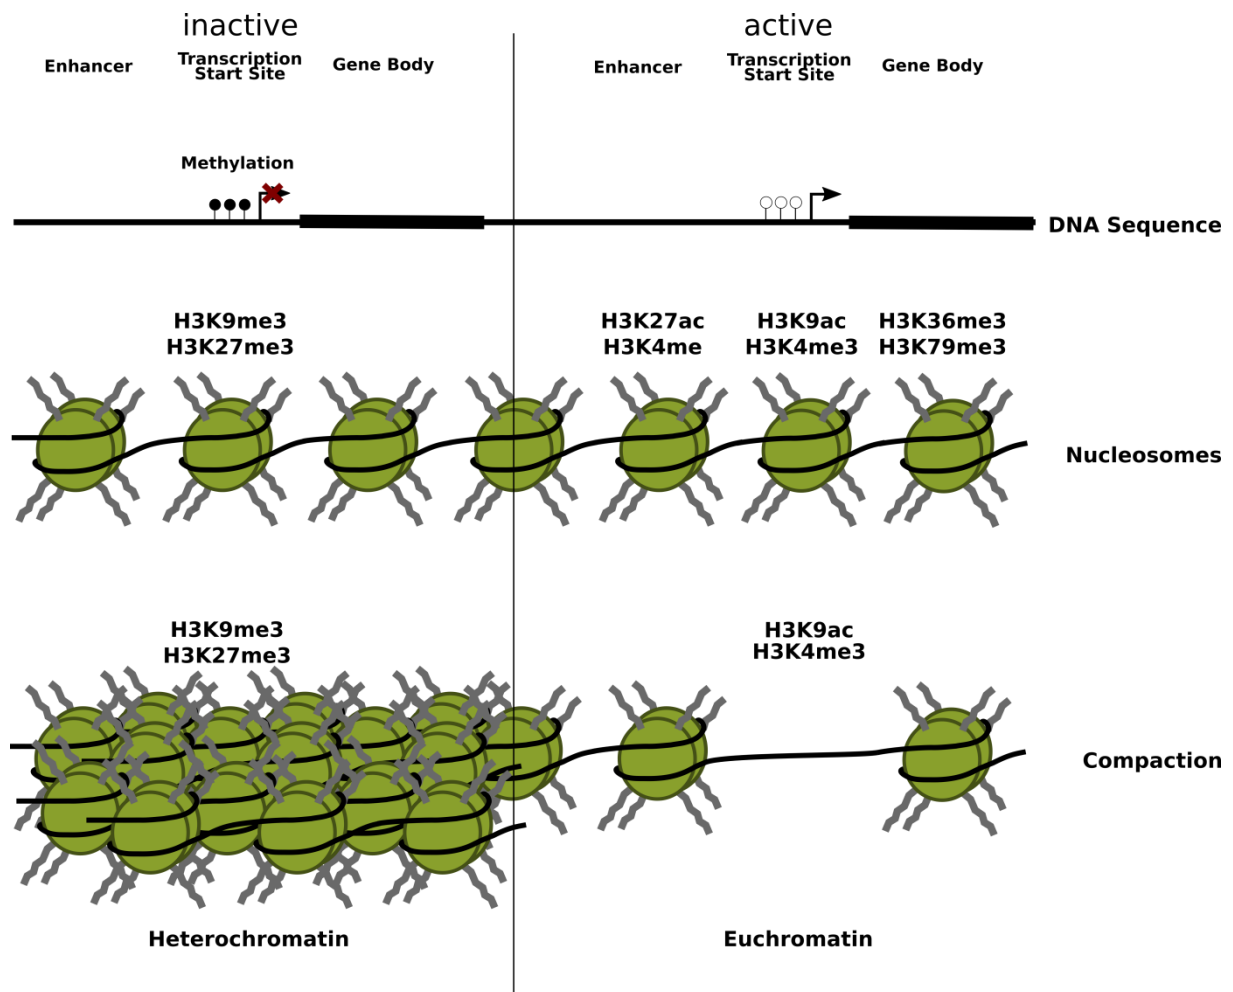 inactive
active
Enhancer
Transcription
Start Site
Gene Body
Enhancer
Transcription
Start Site
Gene Body
Methylation
DNA Sequence
H3K9me3
H3K27me3
H3K27ac
H3K4me
H3K9ac
H3K4me3
H3K36me3
H3K79me3
Nucleosomes
H3K9me3
H3K27me3
H3K9ac
H3K4me3
Compaction
Heterochromatin
Euchromatin